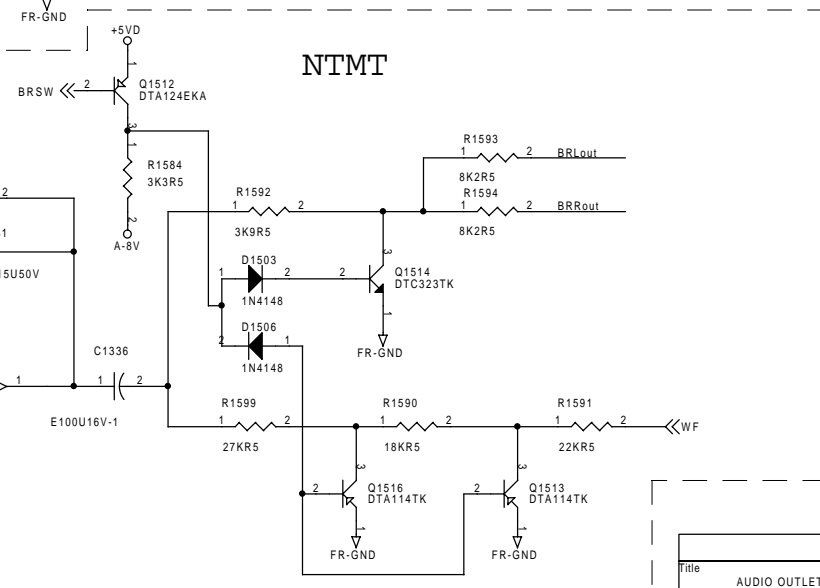 FR-GND
+5VD
NTMT
1
BRSW
2
Q1512
DTA124EKA
3
1
R1584
3K3R5
2
A-8V
R1593
1
2
BRLout
8K2R5
R1594
1
2
BRRout
8K2R5
R1592
1
2
3K9R5
2
1
15U50V
D1503
1
2
2
3
Q1514
DTC323TK
1N4148
1
D1506
2
1
1N4148
FR-GND
C1336
1
1
2
E100U16V-1
R1599
1
2
27KR5
R1590
1
2
18KR5
R1591
1
2
22KR5
WF
3
2
Q1516
DTA114TK
1
FR-GND
3
2
Q1513
DTA114TK
1
FR-GND
Title
AUDIO OUTLET